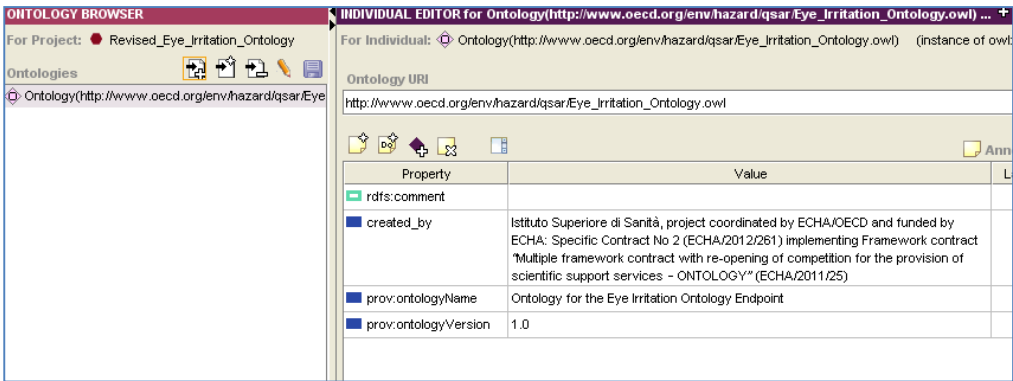 ONTOLOGY BROWSER
For Project: Revised_Eye_Irritation_Ontology
Ontologies
Ontology(http://www.oecd.org/env/hazard/qsar/Eye
INDIVIDUAL EDITOR for Ontology(http://www.oecd.org/env/hazard/qsar/Eye_Irritation_Ontology.owl) ... +
For Individual: Ontology(http://www.oecd.org/env/hazard/qsar/Eye_Irritation_Ontology.owl) (instance of owl:
Ontology URI
http://www.oecd.org/env/hazard/qsar/Eye_Irritation_Ontology.owl
Anno
Property Value La
rdfs:comment
created_by Istituto Superiore di Sanità, project coordinated by ECHA/OECD and funded by
ECHA: Specific Contract No 2 (ECHA/2012/261) implementing Framework contract
"Multiple framework contract with re-opening of competition for the provision of
scientific support services - ONTOLOGY" (ECHA/2011/25)
prov:ontologyName Ontology for the Eye Irritation Ontology Endpoint
prov:ontologyVersion 1.0